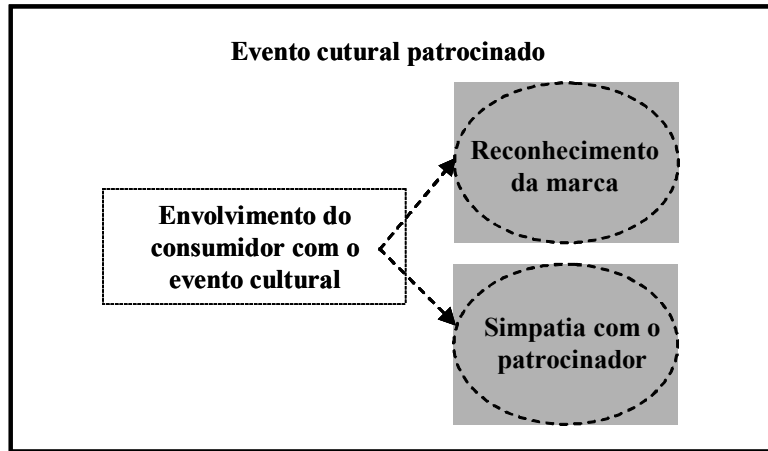 Evento cutural patrocinado
Reconhecimento
da marca
Envolvimento do
consumidor com o
evento cultural
Simpatia com o
patrocinador